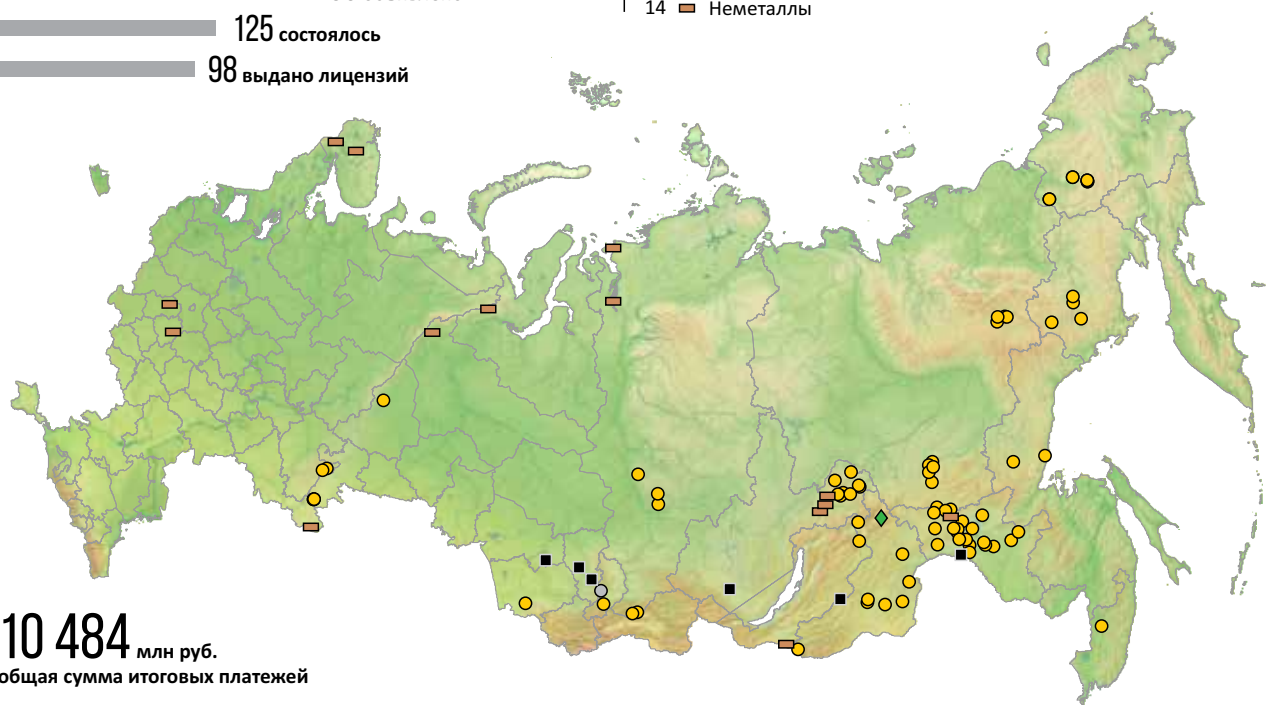 14 Неметаллы
125 состоялось
98 выдано лицензий
10 484 млн руб.
общая сумма итоговых платежей